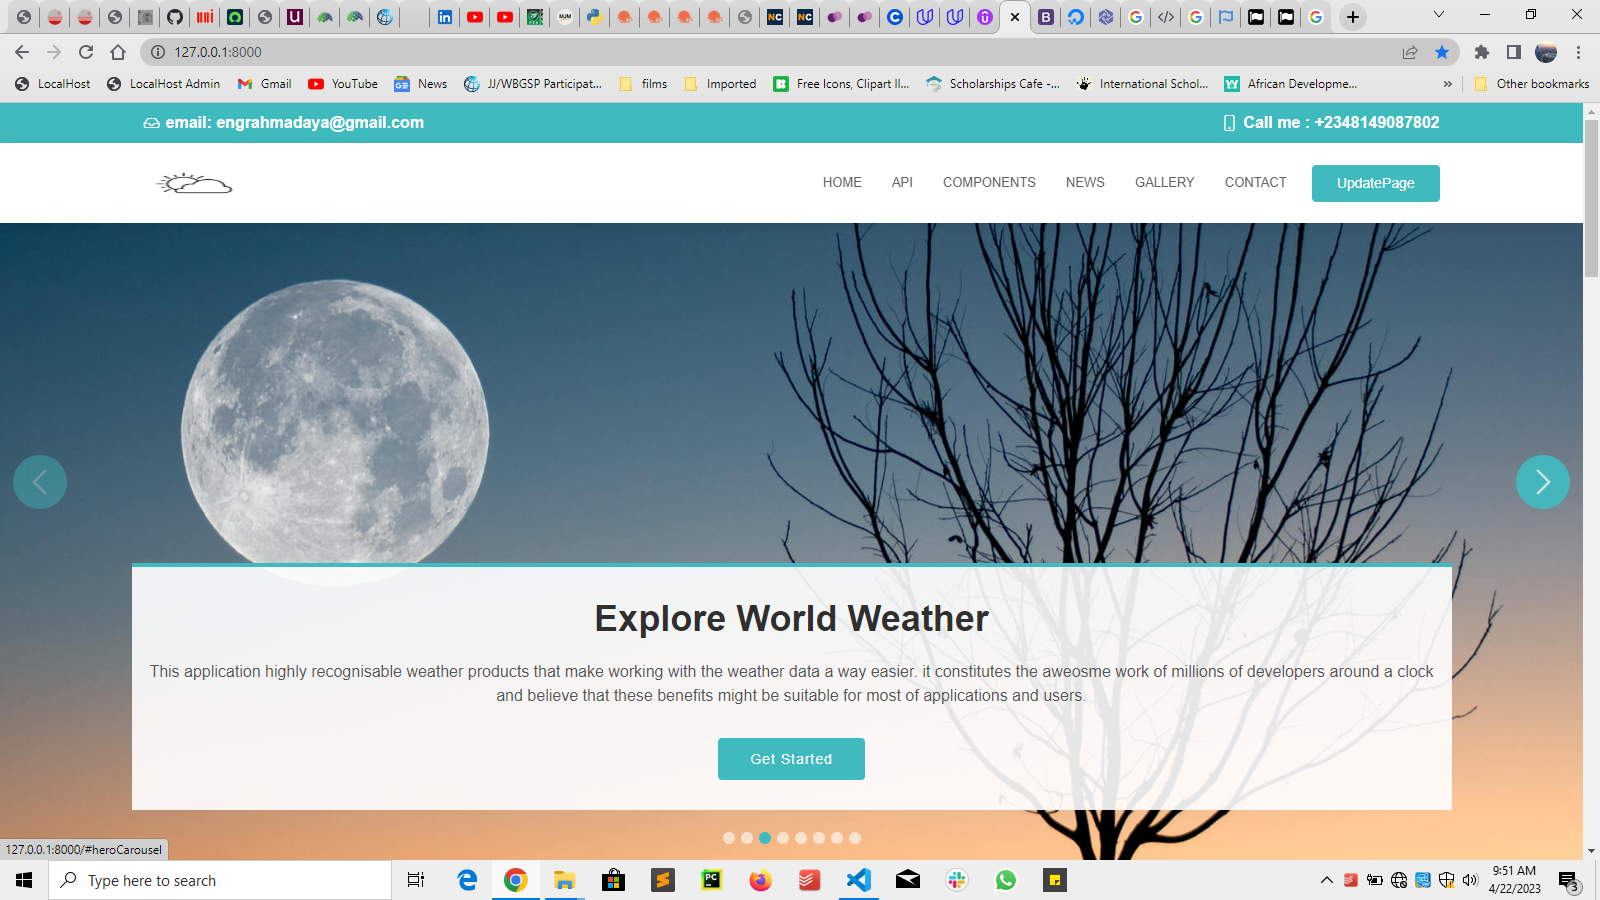 127.0.0.1:8000
LocalHost
LocalHost Admin
Gmail
YouTube
News
JJ/WBGSP Participat...
films
Imported
Free Icons, Clipart Il...
Scholarships Cafe -...
International Schol...
African Developme...
»
Other bookmarks
email: engrahmadaya@gmail.com
Call me : +2348149087802
HOME
API
COMPONENTS
NEWS
GALLERY
CONTACT
UpdatePage
Explore World Weather
This application highly recognisable weather products that make working with the weather data a way easier. it constitutes the aweosme work of millions of developers around a clock
and believe that these benefits might be suitable for most of applications and users.
Get Started
127.0.0.1:8000/#heroCarousel
Type here to search
9:51 AM
4/22/2023
3